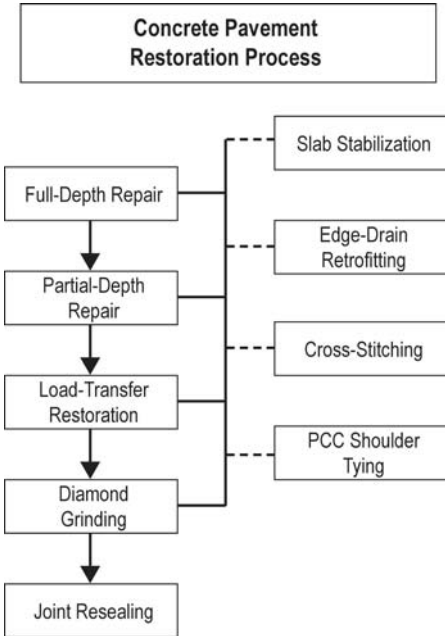 Concrete Pavement
Restoration Process
Slab Stabilization
Full-Depth Repair
Edge-Drain
Retrofitting
Partial-Depth
Repair
Cross-Stitching
Load-Transfer
Restoration
PCC Shoulder
Tying
Diamond
Grinding
Joint Resealing